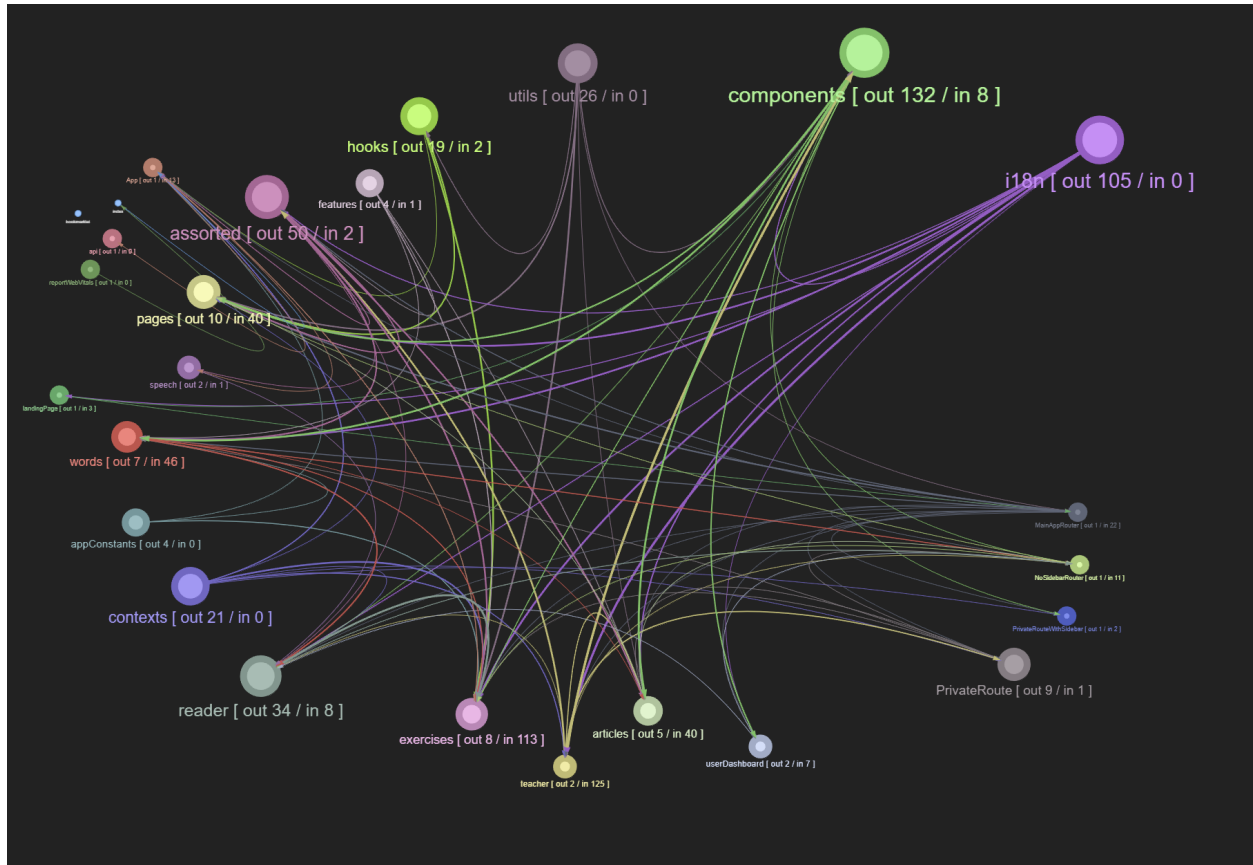 utils [ out 26 / in 0 ]
components [ out 132 / in 8 ]
hooks [ out 19 / in 2 ]
App [ out 1 / in 13 ]
i18n [ out 105 / in 0 ]
features [ out 4 / in 1 ]
index
assorted [ out 50 / in 2 ]
api [ out 1 / in 0 ]
reportWebVitals [ out 1 / in 0 ]
pages [ out 10 / in 40 ]
speech [ out 2 / in 1 ]
landingPage [ out 1 / in 3 ]
words [ out 7 / in 46 ]
MainAppRouter [ out 1 / in 22 ]
appConstants [ out 4 / in 0 ]
NoSidebarRouter [ out 1 / in 11 ]
contexts [ out 21 / in 0 ]
PrivateRouteWithSidebar [ out 1 / in 2 ]
PrivateRoute [ out 9 / in 1 ]
reader [ out 34 / in 8 ]
exercises [ out 8 / in 113 ]
articles [ out 5 / in 40 ]
userDashboard [ out 2 / in 7 ]
teacher [ out 2 / in 125 ]